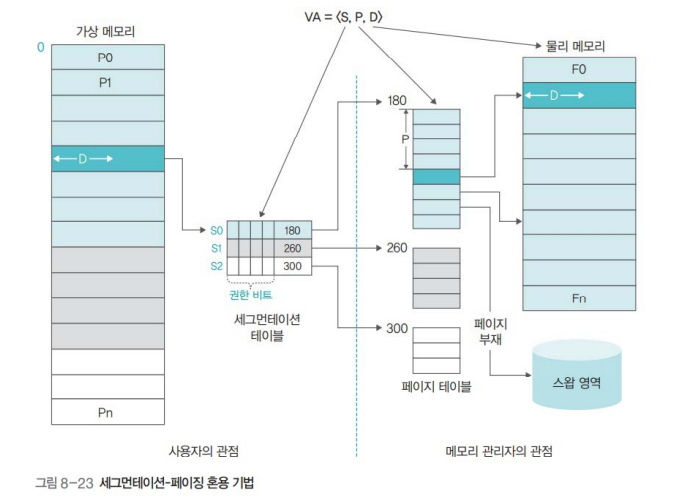 VA = ⟨S, P, D⟩
가상 메모리
물리 메모리
0
P0
P1
D
Pn
S0
180
S1
260
S2
300
권한 비트
세그먼테이션
테이블
180
P
260
300
페이지 테이블
페이지
부재
F0
D
Fn
스왑 영역
사용자의 관점
메모리 관리자의 관점
그림 8-23 세그먼테이션-페이징 혼용 기법